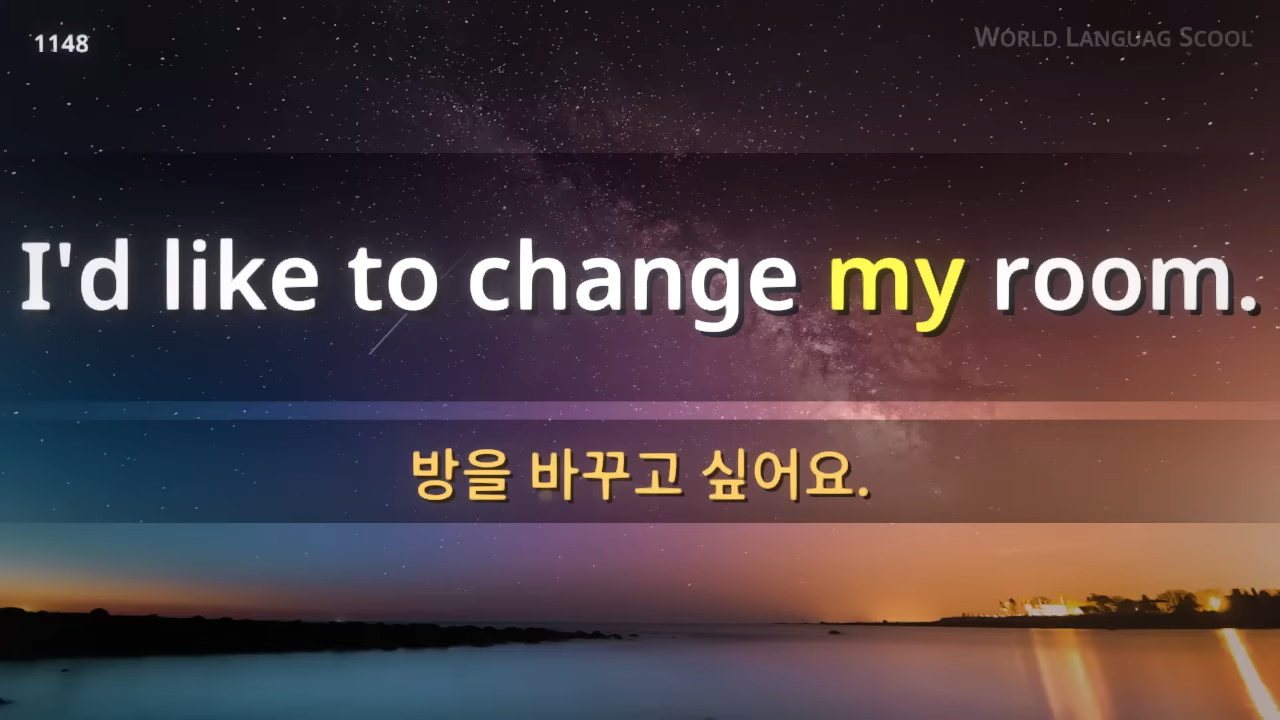 1148
WORLD LANGUAG SCOOL
I'd like to change my room.
방을 바꾸고 싶어요.